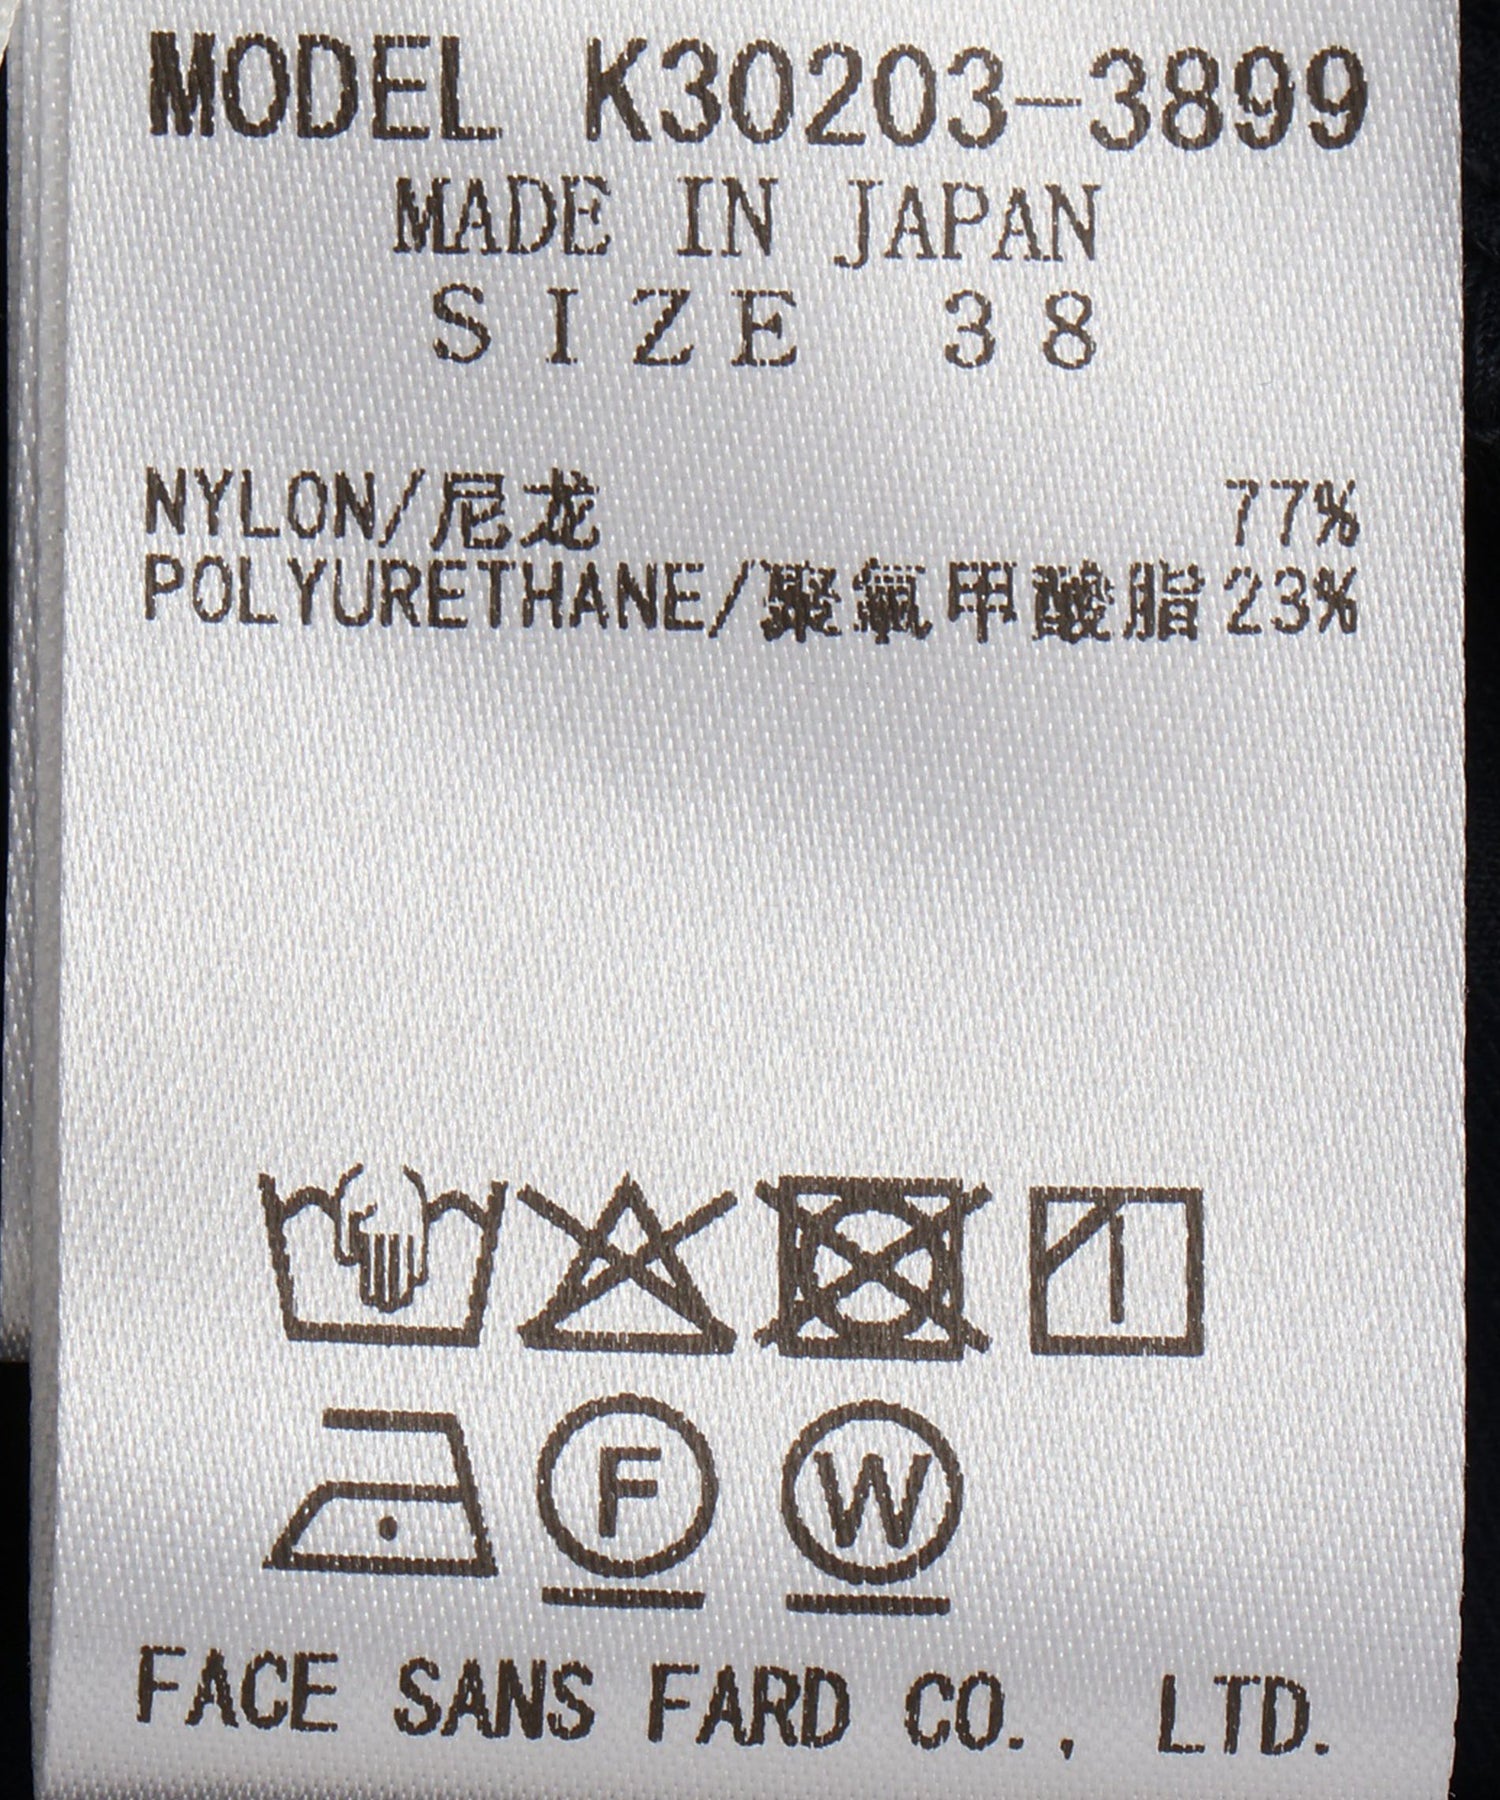 MODEL K30203-3899
MADE IN JAPAN
SIZE 38
NYLON/尼龙 77%
POLYURETHANE/聚氨甲酸脂 23%
F W
FACE SANS FARD CO., LTD.